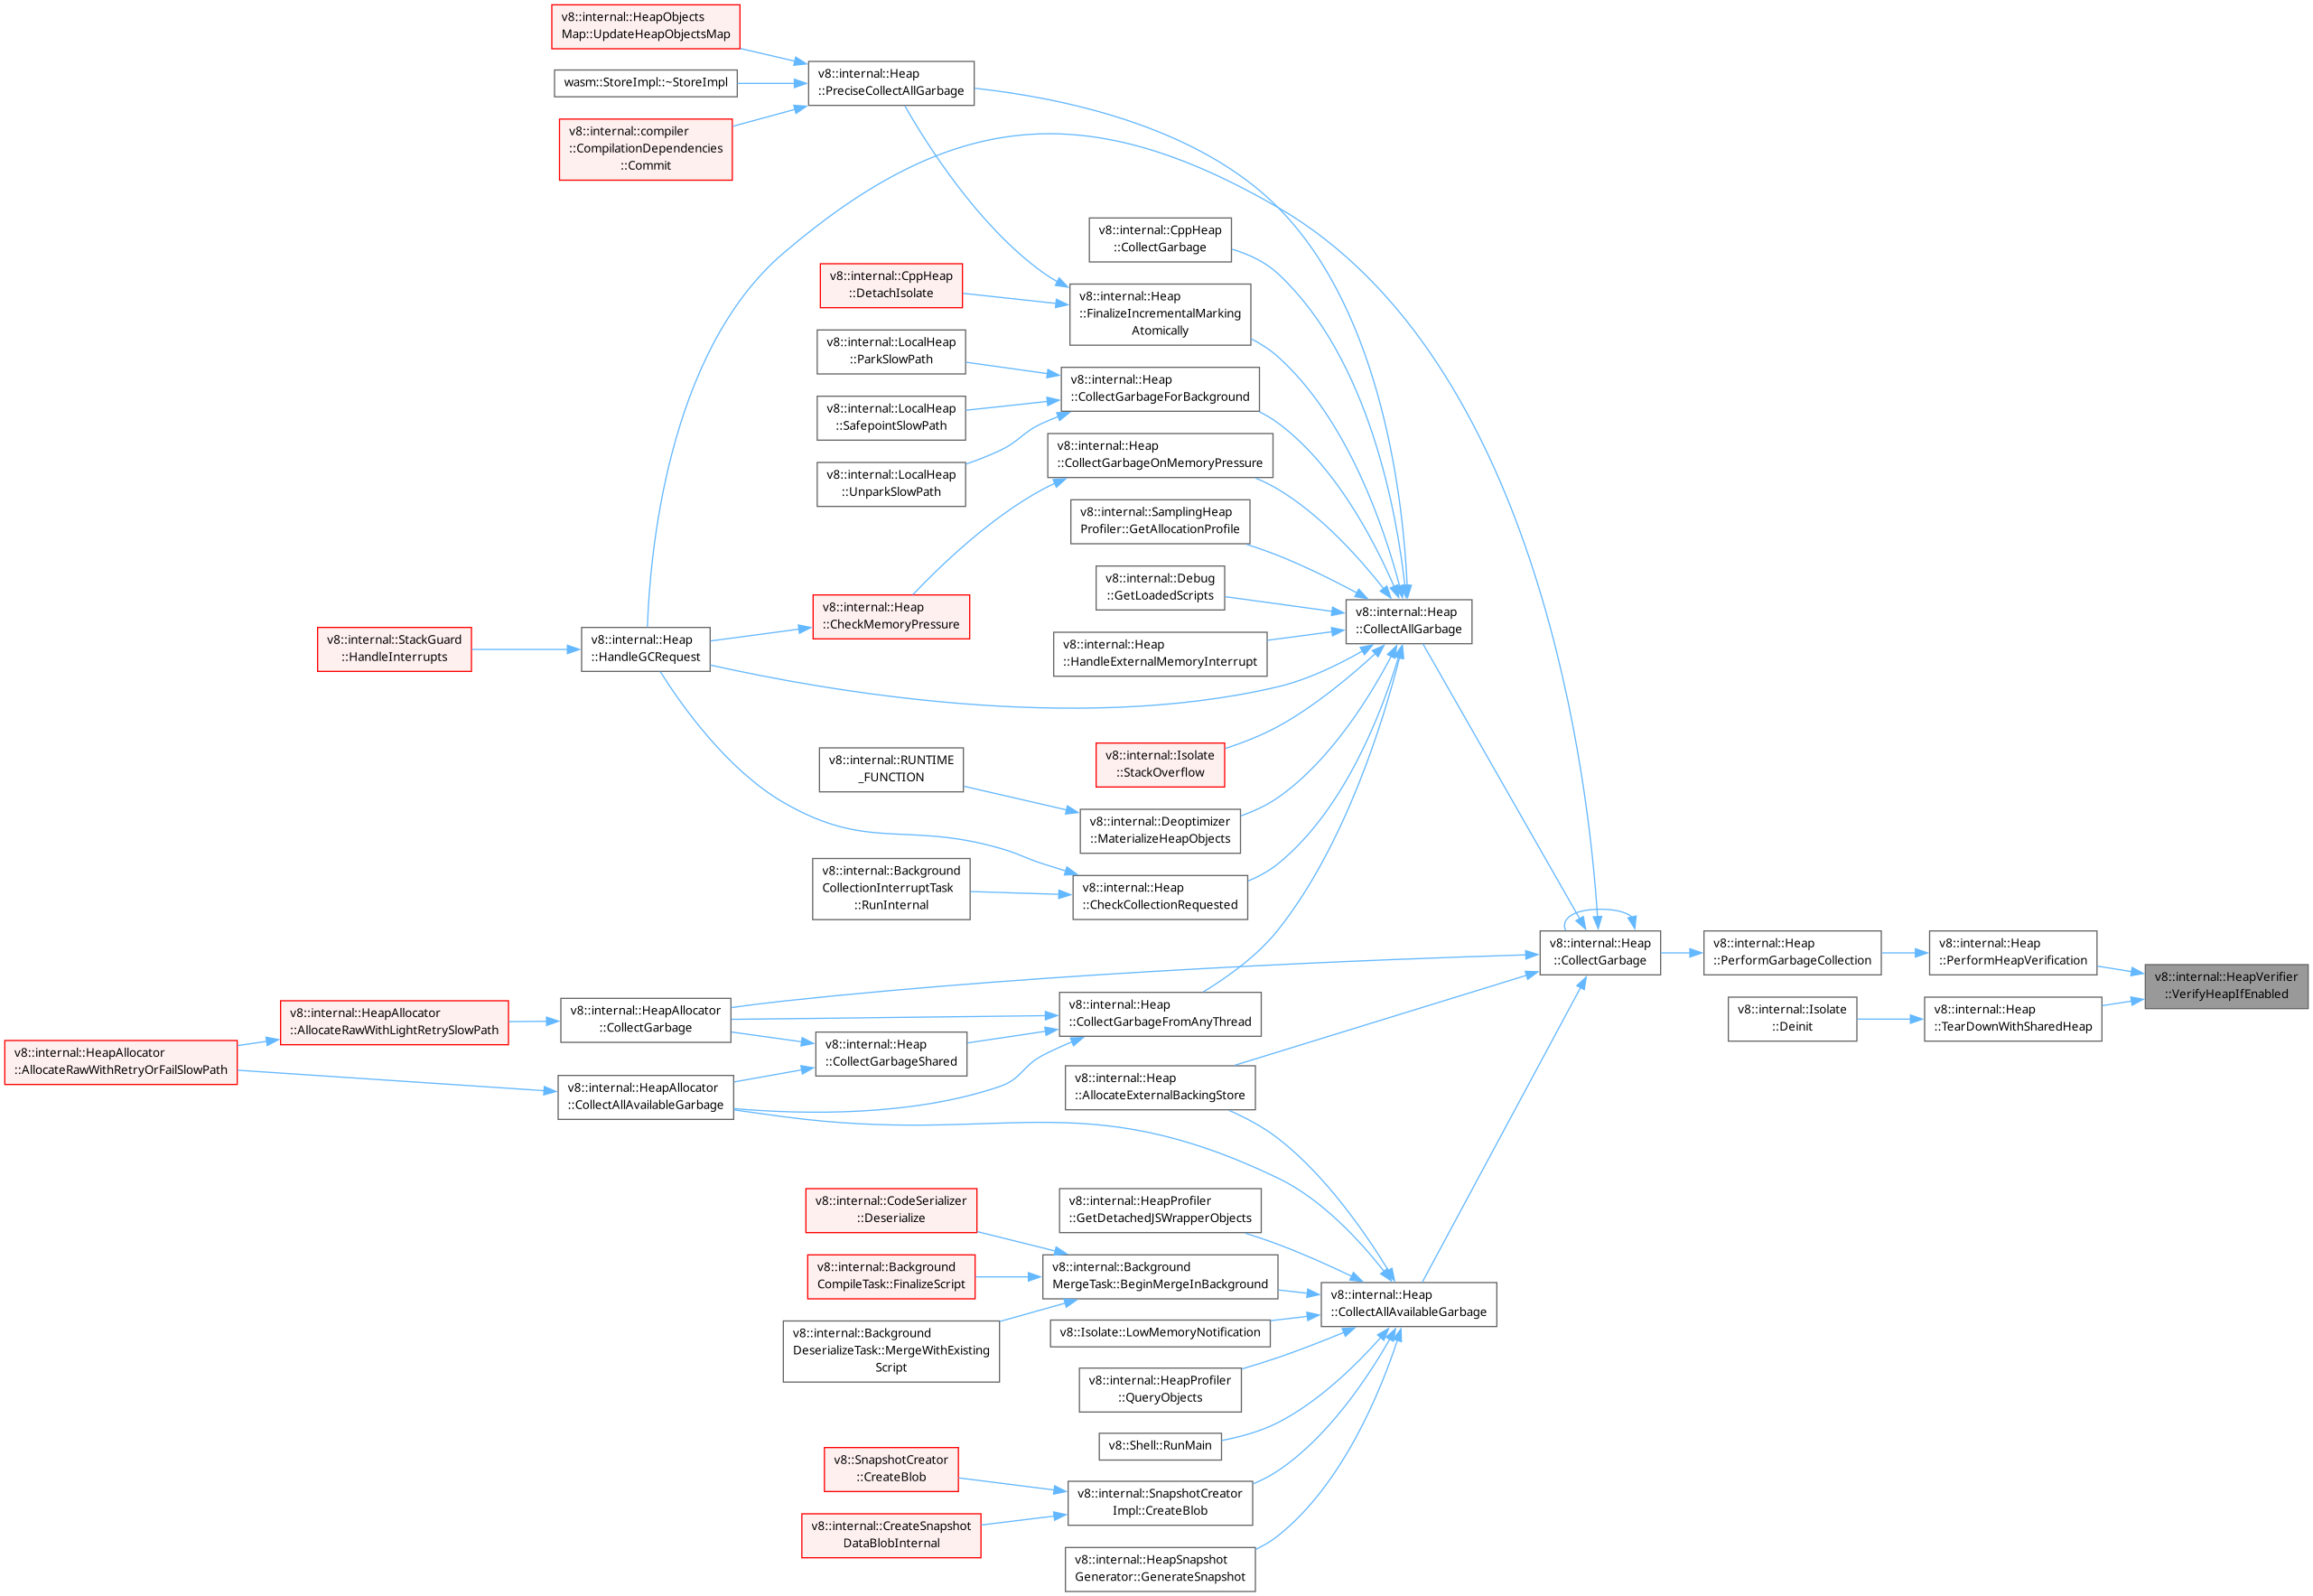 v8::internal::HeapObjects
Map::UpdateHeapObjectsMap
wasm::StoreImpl::~StoreImpl
v8::internal::Heap
::PreciseCollectAllGarbage
v8::internal::compiler
::CompilationDependencies
::Commit
v8::internal::CppHeap
::CollectGarbage
v8::internal::CppHeap
::DetachIsolate
v8::internal::Heap
::FinalizeIncrementalMarking
Atomically
v8::internal::LocalHeap
::ParkSlowPath
v8::internal::Heap
::CollectGarbageForBackground
v8::internal::LocalHeap
::SafepointSlowPath
v8::internal::Heap
::CollectGarbageOnMemoryPressure
v8::internal::LocalHeap
::UnparkSlowPath
v8::internal::SamplingHeap
Profiler::GetAllocationProfile
v8::internal::Debug
::GetLoadedScripts
v8::internal::Heap
::CheckMemoryPressure
v8::internal::Heap
::CollectAllGarbage
v8::internal::StackGuard
::HandleInterrupts
v8::internal::Heap
::HandleGCRequest
v8::internal::Heap
::HandleExternalMemoryInterrupt
v8::internal::Isolate
::StackOverflow
v8::internal::RUNTIME
_FUNCTION
v8::internal::Deoptimizer
::MaterializeHeapObjects
v8::internal::Background
CollectionInterruptTask
::RunInternal
v8::internal::Heap
::CheckCollectionRequested
v8::internal::Heap
::CollectGarbage
v8::internal::Heap
::PerformGarbageCollection
v8::internal::Heap
::PerformHeapVerification
v8::internal::HeapVerifier
::VerifyHeapIfEnabled
v8::internal::HeapAllocator
::AllocateRawWithLightRetrySlowPath
v8::internal::HeapAllocator
::CollectGarbage
v8::internal::Heap
::CollectGarbageFromAnyThread
v8::internal::Isolate
::Deinit
v8::internal::Heap
::TearDownWithSharedHeap
v8::internal::HeapAllocator
::AllocateRawWithRetryOrFailSlowPath
v8::internal::Heap
::CollectGarbageShared
v8::internal::HeapAllocator
::CollectAllAvailableGarbage
v8::internal::Heap
::AllocateExternalBackingStore
v8::internal::CodeSerializer
::Deserialize
v8::internal::HeapProfiler
::GetDetachedJSWrapperObjects
v8::internal::Background
CompileTask::FinalizeScript
v8::internal::Background
MergeTask::BeginMergeInBackground
v8::internal::Heap
::CollectAllAvailableGarbage
v8::internal::Background
DeserializeTask::MergeWithExisting
Script
v8::Isolate::LowMemoryNotification
v8::internal::HeapProfiler
::QueryObjects
v8::Shell::RunMain
v8::SnapshotCreator
::CreateBlob
v8::internal::SnapshotCreator
Impl::CreateBlob
v8::internal::CreateSnapshot
DataBlobInternal
v8::internal::HeapSnapshot
Generator::GenerateSnapshot